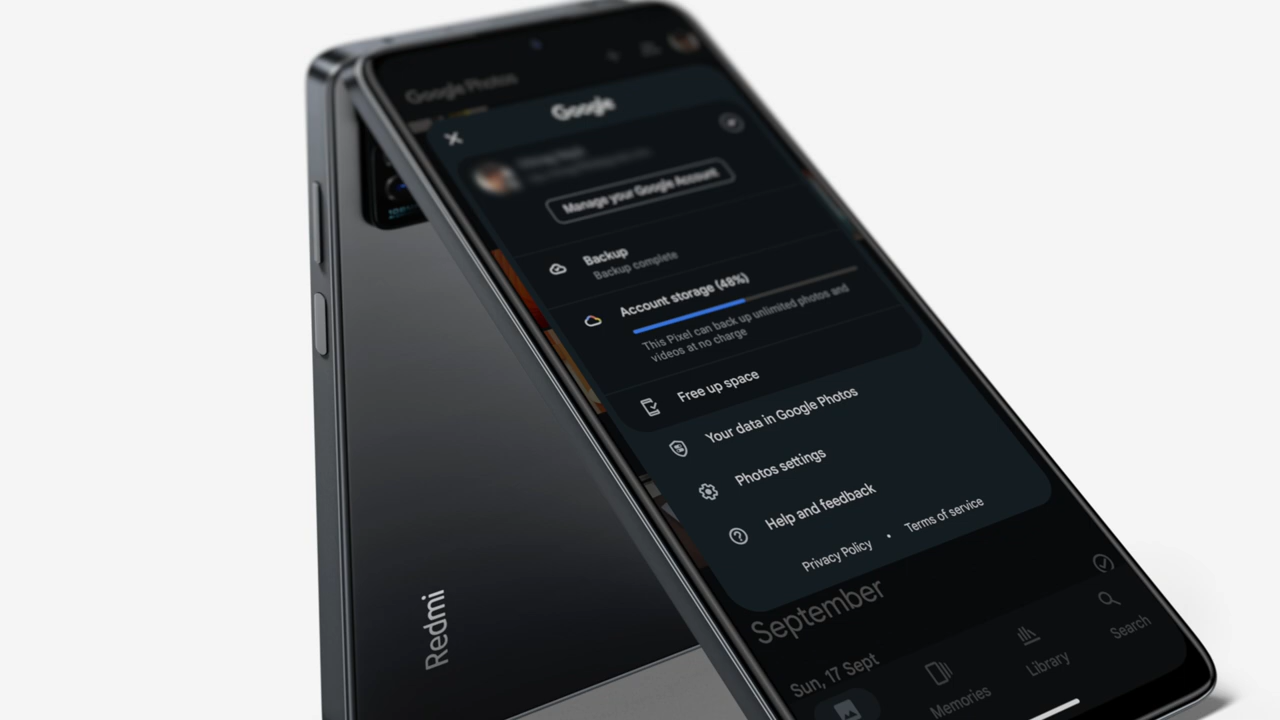 Google Photos
Google
Manage your Google Account
Backup
Backup complete
Account storage (48%)
This Pixel can back up unlimited photos and
videos at no charge
Free up space
Your data in Google Photos
Photos settings
Help and feedback
Privacy Policy • Terms of service
September
Sun, 17 Sept
Memories
Library
Search
Redmi